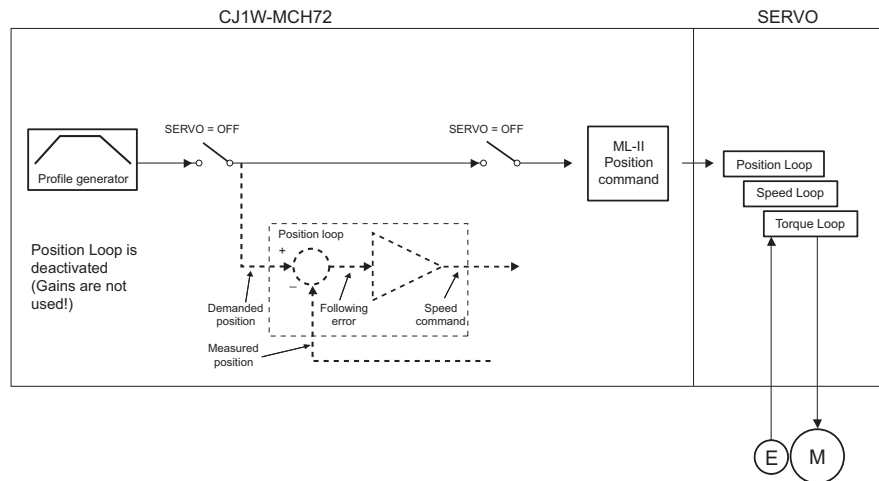 CJ1W-MCH72
SERVO
SERVO = OFF
SERVO = OFF
Profile generator
ML-II
Position
command
Position Loop
Speed Loop
Torque Loop
Position Loop is
deactivated
(Gains are not
used!)
Position loop
+
–
Demanded
position
Following
error
Speed
command
Measured
position
E
M